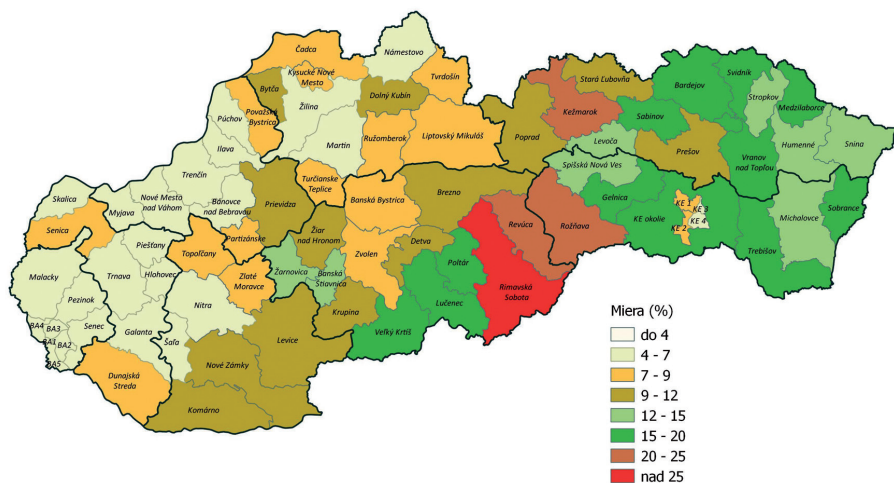 Čadca
Námestovo
Kysucké Nové
Mesto
Tvrdošín
Bytča
Dolný Kubín
Stará Ľubovňa
Svidník
Bardejov
Stropkov
Medzilaborce
Kežmarok
Považská
Bystrica
Žilina
Púchov
Sabinov
Ružomberok
Liptovský Mikuláš
Poprad
Levoča
Prešov
Humenné
Snina
Ilava
Martin
Vranov
nad Topľou
Spišská Nová Ves
Trenčín
Turčianske
Teplice
Gelnica
Skalica
Myjava
Nové Mesto
nad Váhom
Bánovce
nad Bebravou
Prievidza
Banská Bystrica
Brezno
Revúca
Rožňava
KE okolie
KE 1
KE 3
KE 4
KE 2
Michalovce
Sobrance
Senica
Partizánske
Žiar
nad Hronom
Zvolen
Detva
Trebišov
Piešťany
Topoľčany
Žarnovica
Banská
Štiavnica
Poltár
Malacky
Trnava
Hlohovec
Zlaté
Moravce
Rimavská
Sobota
Pezinok
Nitra
Krupina
Lučenec
Veľký Krtíš
BA4
BA3
BA1
BA2
BA5
Senec
Galanta
Šaľa
Levice
Nové Zámky
Dunajská
Streda
Komárno
Miera (%)
do 4
4 - 7
7 - 9
9 - 12
12 - 15
15 - 20
20 - 25
nad 25